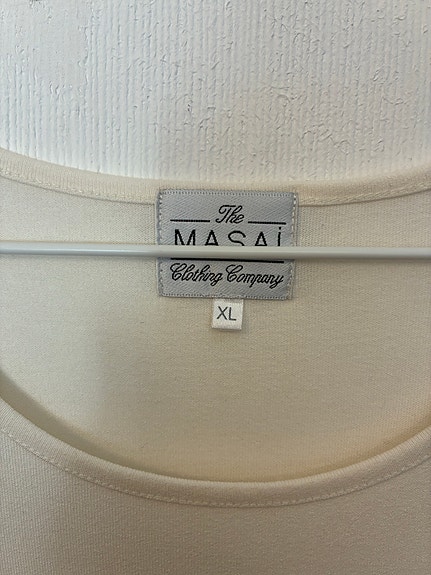 The
MASAi
Clothing Company
XL